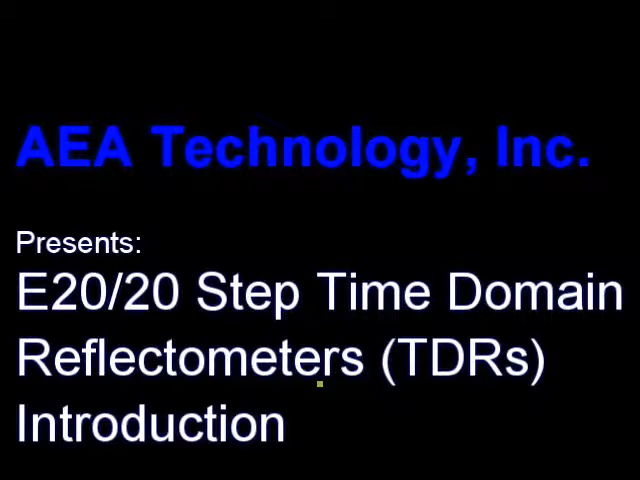 AEA Technology, Inc.
Presents:
E20/20 Step Time Domain
Reflectometers (TDRs)
Introduction